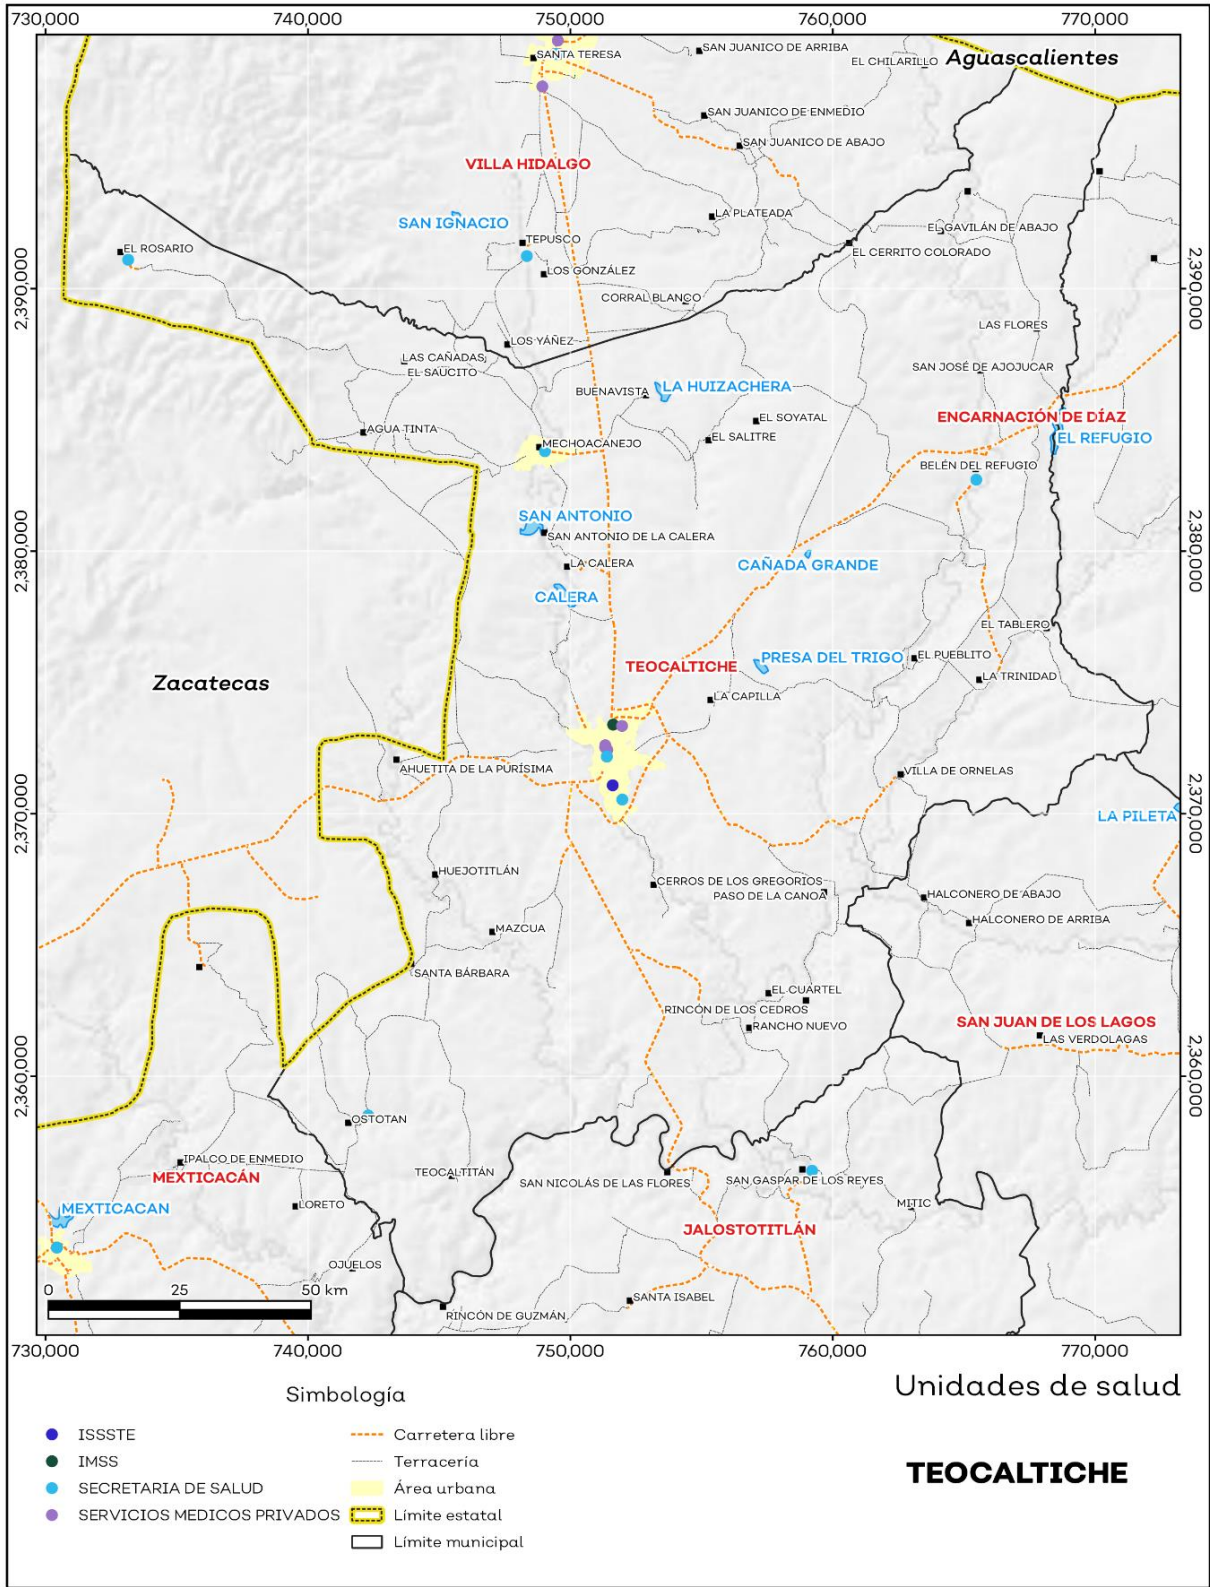 730,000 740,000 750,000 760,000 770,000
SAN JUANICO DE ARRIBA
SANTA TERESA
EL CHILARILLO
Aguascalientes
SAN JUANICO DE ENMEDIO
SAN JUANICO DE ABAJO
VILLA HIDALGO
LA PLATEADA
SAN IGNACIO
EL GAVILÁN DE ABAJO
TEPUSCO
EL ROSARIO
EL CERRITO COLORADO
LOS GONZÁLEZ
2,390,000
2,390,000
CORRAL BLANCO
LAS FLORES
LOS YÁÑEZ
LAS CAÑADAS
EL SAUCITO
SAN JOSÉ DE AJOJUCAR
BUENAVISTA
LA HUIZACHERA
EL SOYATAL
ENCARNACIÓN DE DÍAZ
AGUA TINTA
EL SALITRE
EL REFUGIO
MECHOACANEJO
BELÉN DEL REFUGIO
SAN ANTONIO
SAN ANTONIO DE LA CALERA
2,380,000
2,380,000
LA CALERA
CAÑADA GRANDE
CALERA
EL TABLERO
EL PUEBLITO
PRESA DEL TRIGO
TEOCALTICHE
LA TRINIDAD
Zacatecas
LA CAPILLA
AHUETITA DE LA PURÍSIMA
VILLA DE ORNELAS
2,370,000
2,370,000
LA PILETA
HUEJOTITLÁN
CERROS DE LOS GREGORIOS
PASO DE LA CANOA
HALCONERO DE ABAJO
HALCONERO DE ARRIBA
MAZCUA
SANTA BÁRBARA
EL CUARTEL
RINCÓN DE LOS CEDROS
RANCHO NUEVO
SAN JUAN DE LOS LAGOS
LAS VERDOLAGAS
2,360,000
2,360,000
OSTOTAN
IPALCO DE ENMEDIO
MEXTICACÁN
TEOCALTITÁN
SAN NICOLÁS DE LAS FLORES
SAN GASPAR DE LOS REYES
MEXTICACAN
LORETO
MITIC
JALOSTOTITLÁN
OJUELOS
0 25 50 km
SANTA ISABEL
RINCÓN DE GUZMÁN
730,000 740,000 750,000 760,000 770,000
Simbología
ISSSTE
IMSS
SECRETARIA DE SALUD
SERVICIOS MEDICOS PRIVADOS
Carretera libre
Terracería
Área urbana
Límite estatal
Límite municipal
Unidades de salud
TEOCALTICHE